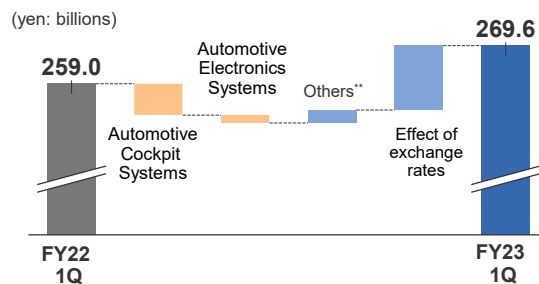 (yen: billions)
259.0
Automotive
Cockpit
Systems
Automotive
Electronics
Systems
Others**
Effect of
exchange
rates
269.6
FY22
1Q
FY23
1Q